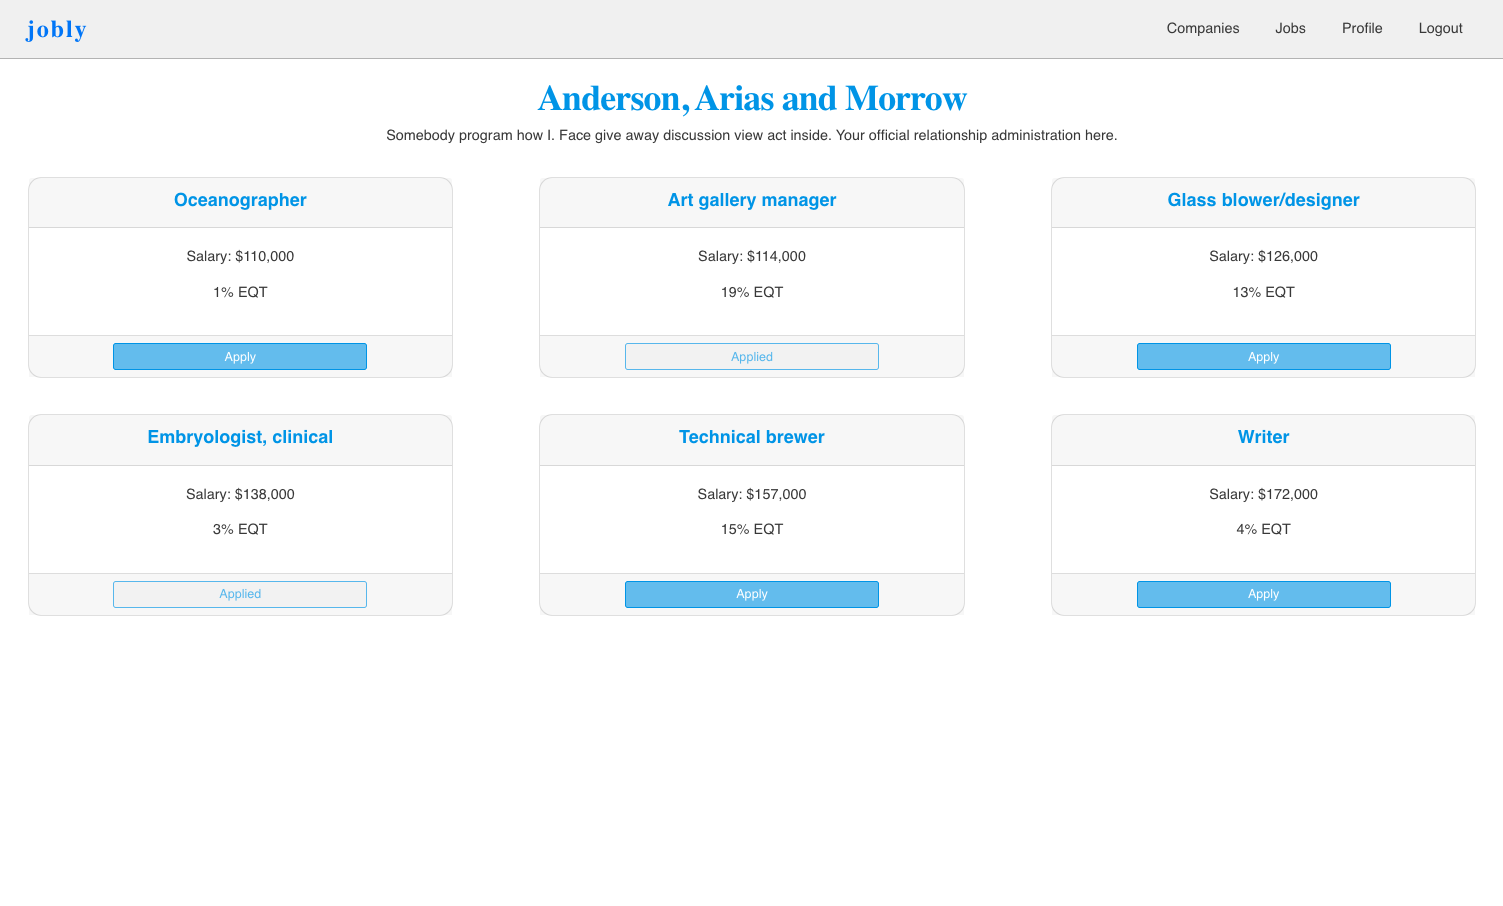 jobly
Companies Jobs Profile Logout
Anderson, Arias and Morrow
Somebody program how I. Face give away discussion view act inside. Your official relationship administration here.
Oceanographer
Salary: $110,000
1% EQT
Apply
Art gallery manager
Salary: $114,000
19% EQT
Applied
Glass blower/designer
Salary: $126,000
13% EQT
Apply
Embryologist, clinical
Salary: $138,000
3% EQT
Applied
Technical brewer
Salary: $157,000
15% EQT
Apply
Writer
Salary: $172,000
4% EQT
Apply